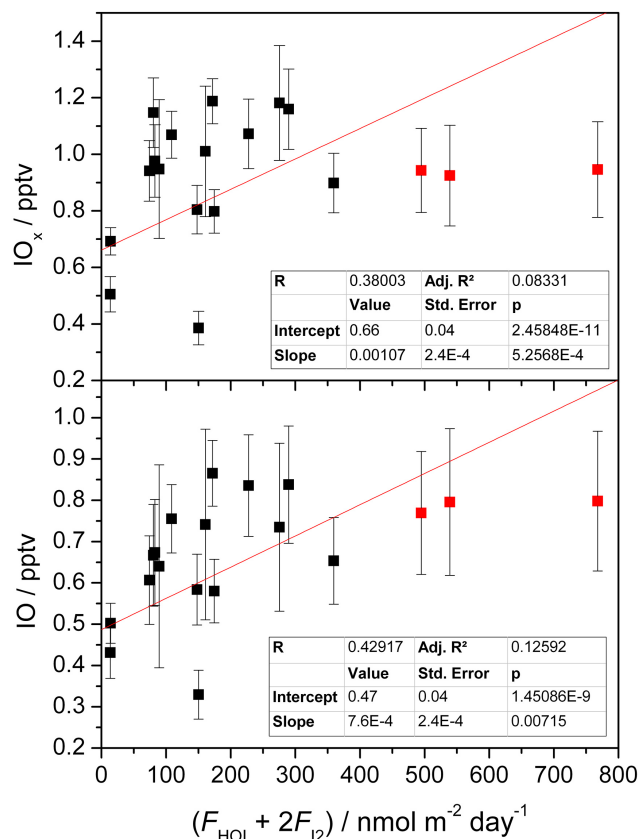 1.4
1.2
1.0
0.8
0.6
0.4
0.2
IOx / pptv
R 0.38003 Adj. R² 0.08331
Value Std. Error p
Intercept 0.66 0.04 2.45848E-11
Slope 0.00107 2.4E-4 5.2568E-4
1.0
0.9
0.8
0.7
0.6
0.5
0.4
0.3
0.2
IO / pptv
R 0.42917 Adj. R² 0.12592
Value Std. Error p
Intercept 0.47 0.04 1.45086E-9
Slope 7.6E-4 2.4E-4 0.00715
0 100 200 300 400 500 600 700 800
(F_HOI + 2F_I2) / nmol m⁻² day⁻¹